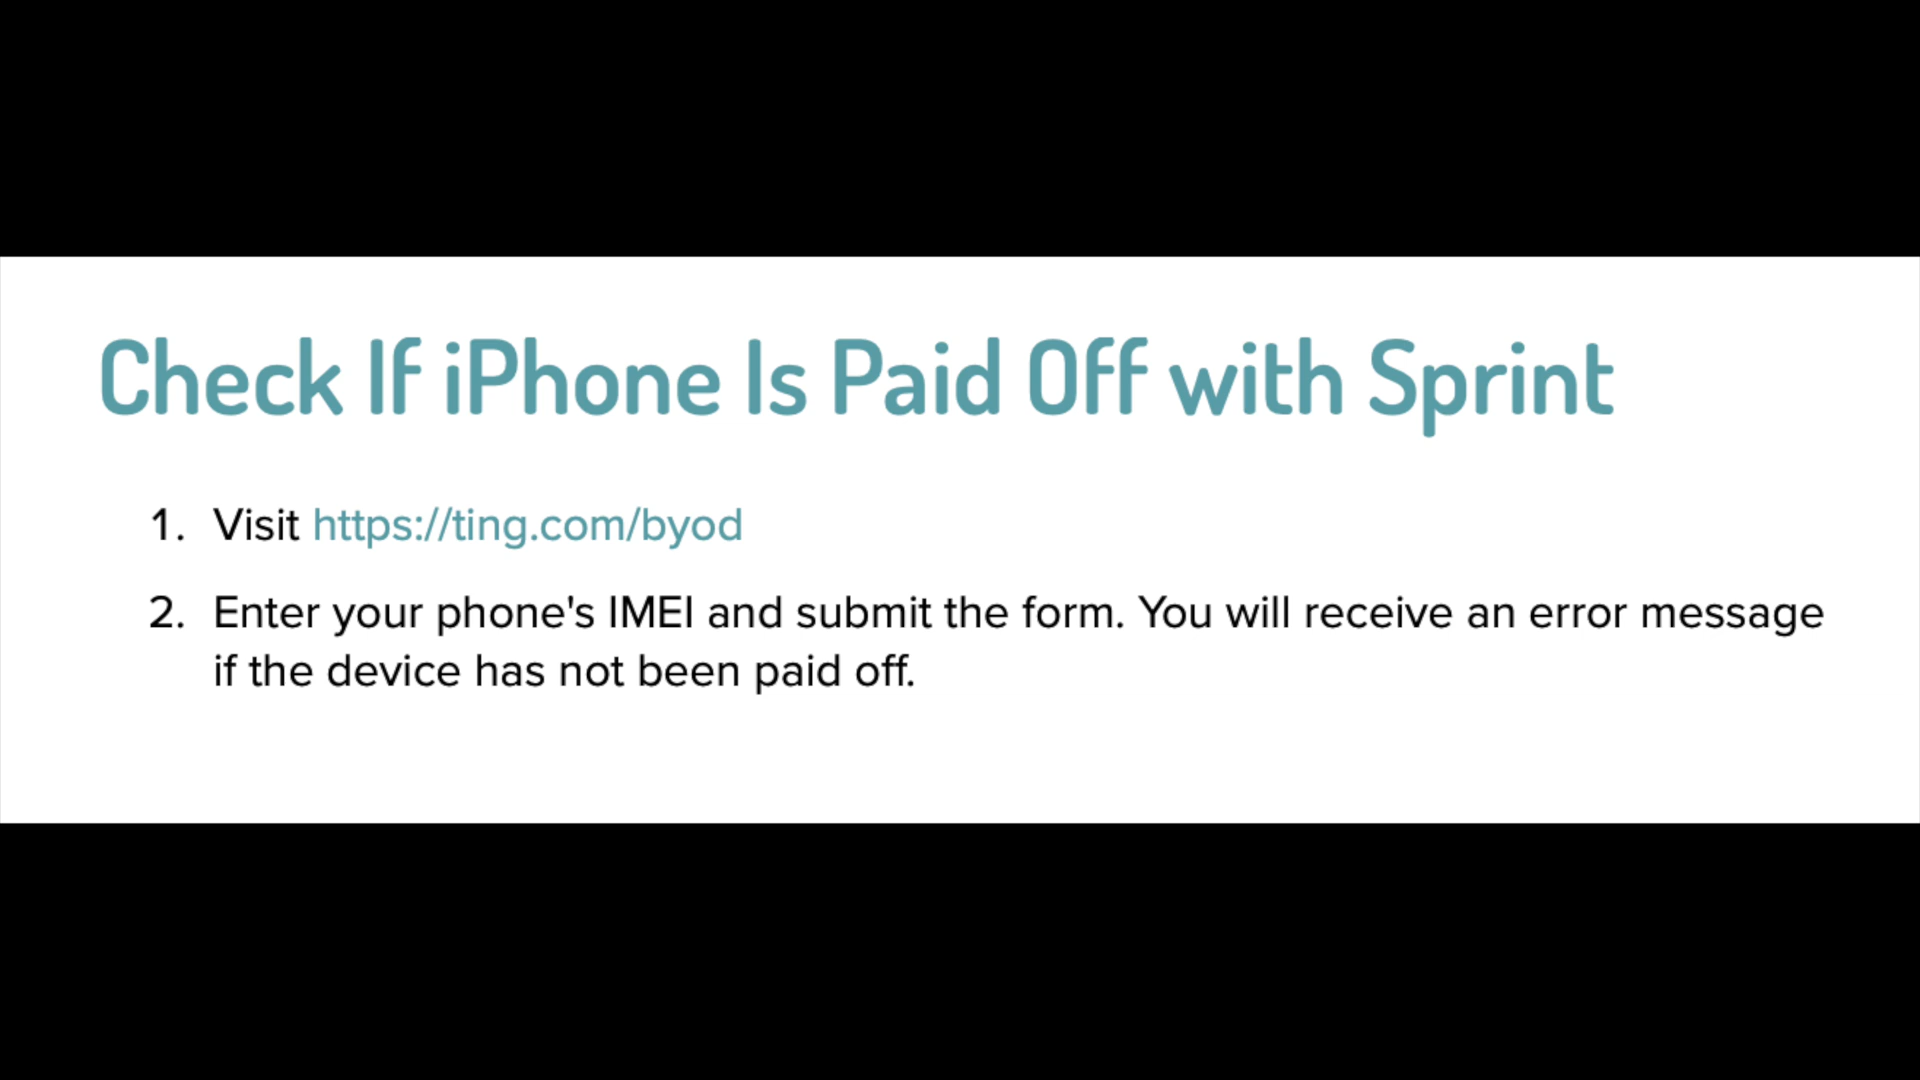 Check If iPhone Is Paid Off with Sprint
1. Visit https://ting.com/byod
2. Enter your phone's IMEI and submit the form. You will receive an error message
if the device has not been paid off.